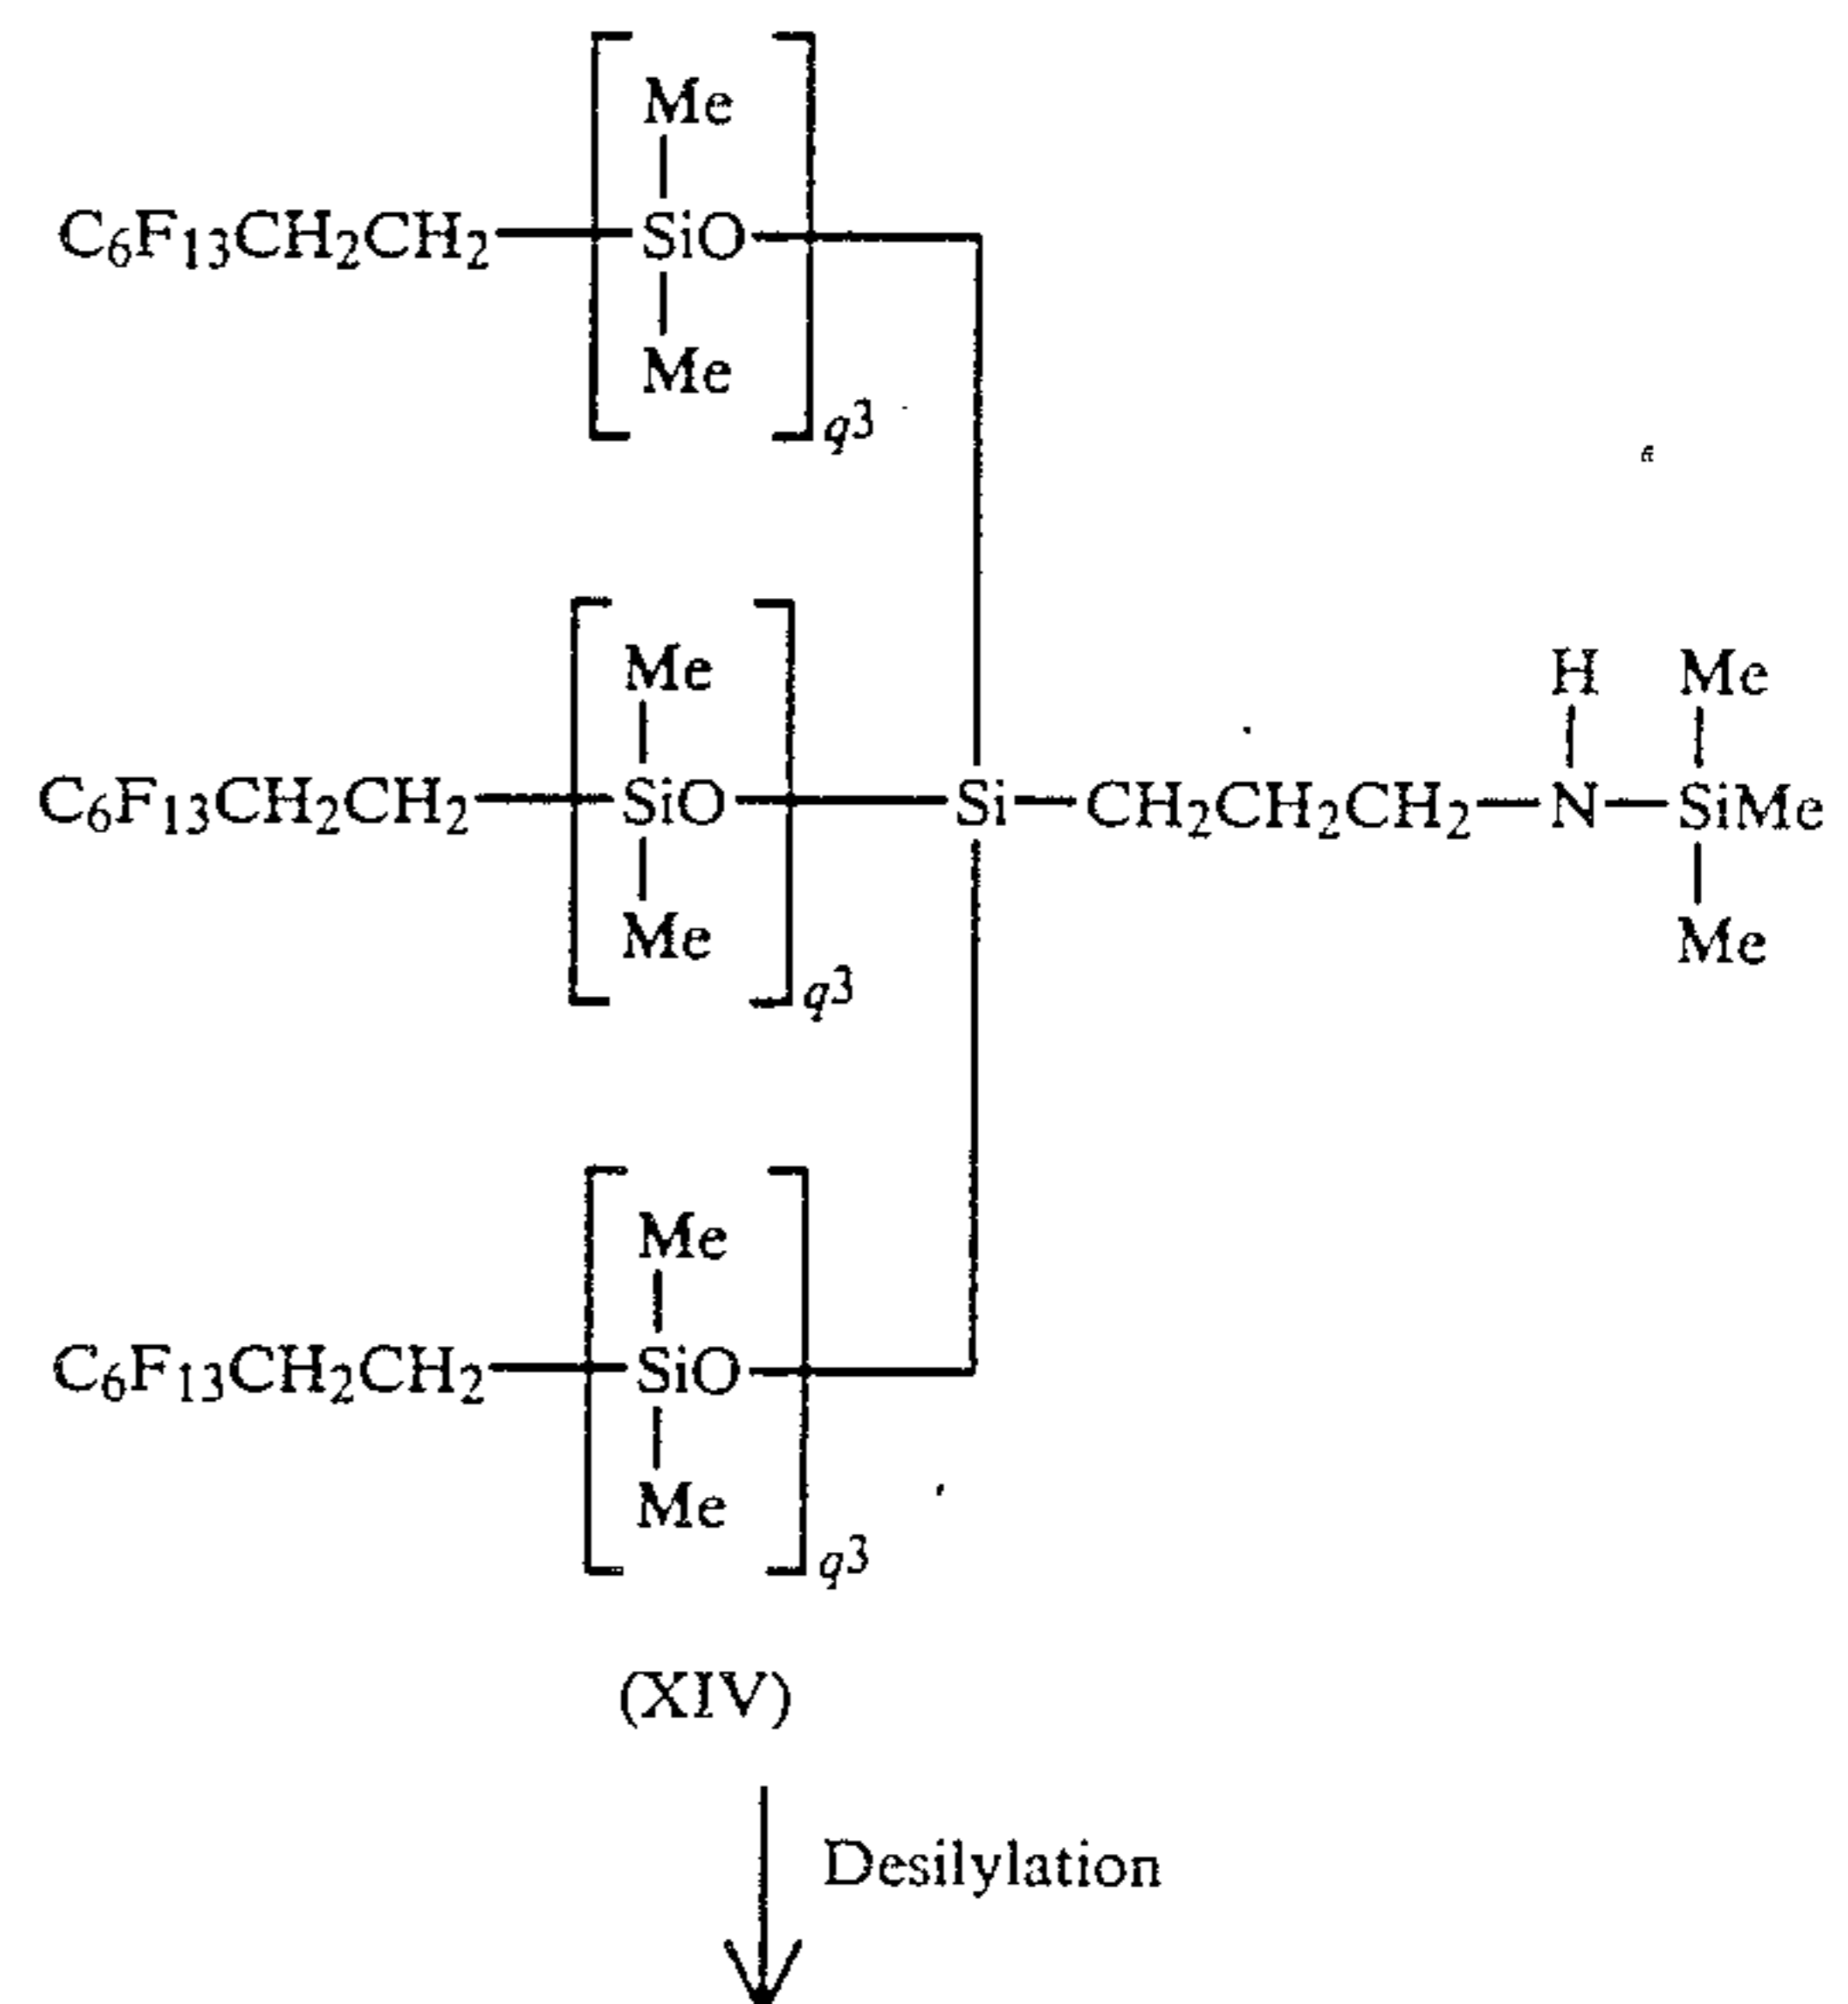 Me
C6F13CH2CH2 SiO
Me
q3
Me H Me
C6F13CH2CH2 SiO Si CH2CH2CH2 N SiMe
Me Me
q3
Me
C6F13CH2CH2 SiO
Me
q3
(XIV)
Desilylation